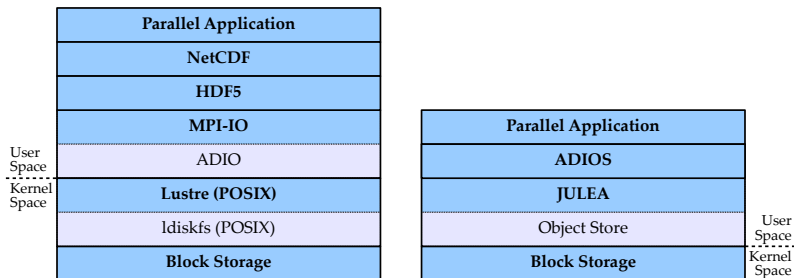 Parallel Application
NetCDF
HDF5
MPI-IO
ADIO
User
Space
Kernel
Space
Lustre (POSIX)
ldiskfs (POSIX)
Block Storage
Parallel Application
ADIOS
JULEA
Object Store
User
Space
Kernel
Space
Block Storage